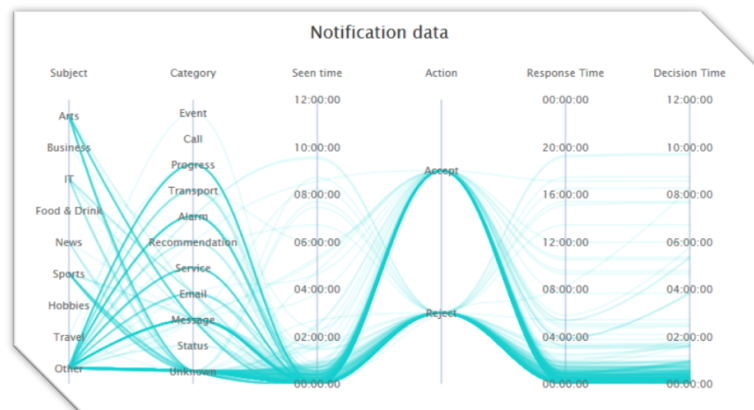 Notification data
Subject Category Seen time Action Response Time Decision Time
12:00:00 00:00:00 12:00:00
Arts Event
Business Call 10:00:00 20:00:00 10:00:00
Progress Accept
IT Transport 08:00:00 16:00:00 08:00:00
Food & Drink Alarm
News Recommendation 06:00:00 12:00:00 06:00:00
Sports Service
Email 04:00:00 08:00:00 04:00:00
Hobbies Message Reject
Travel Status 02:00:00 04:00:00 02:00:00
Other Unknown
00:00:00 00:00:00 00:00:00